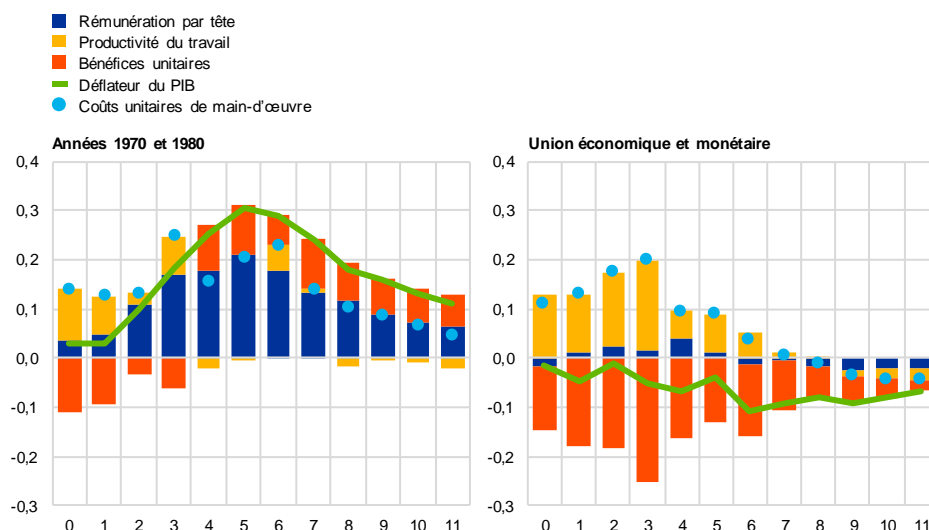 Rémunération par tête
Productivité du travail
Bénéfices unitaires
Déflateur du PIB
Coûts unitaires de main-d'œuvre
Années 1970 et 1980
0,4
0,3
0,2
0,1
0,0
-0,1
-0,2
-0,3
0 1 2 3 4 5 6 7 8 9 10 11
Union économique et monétaire
0,4
0,3
0,2
0,1
0,0
-0,1
-0,2
-0,3
0 1 2 3 4 5 6 7 8 9 10 11